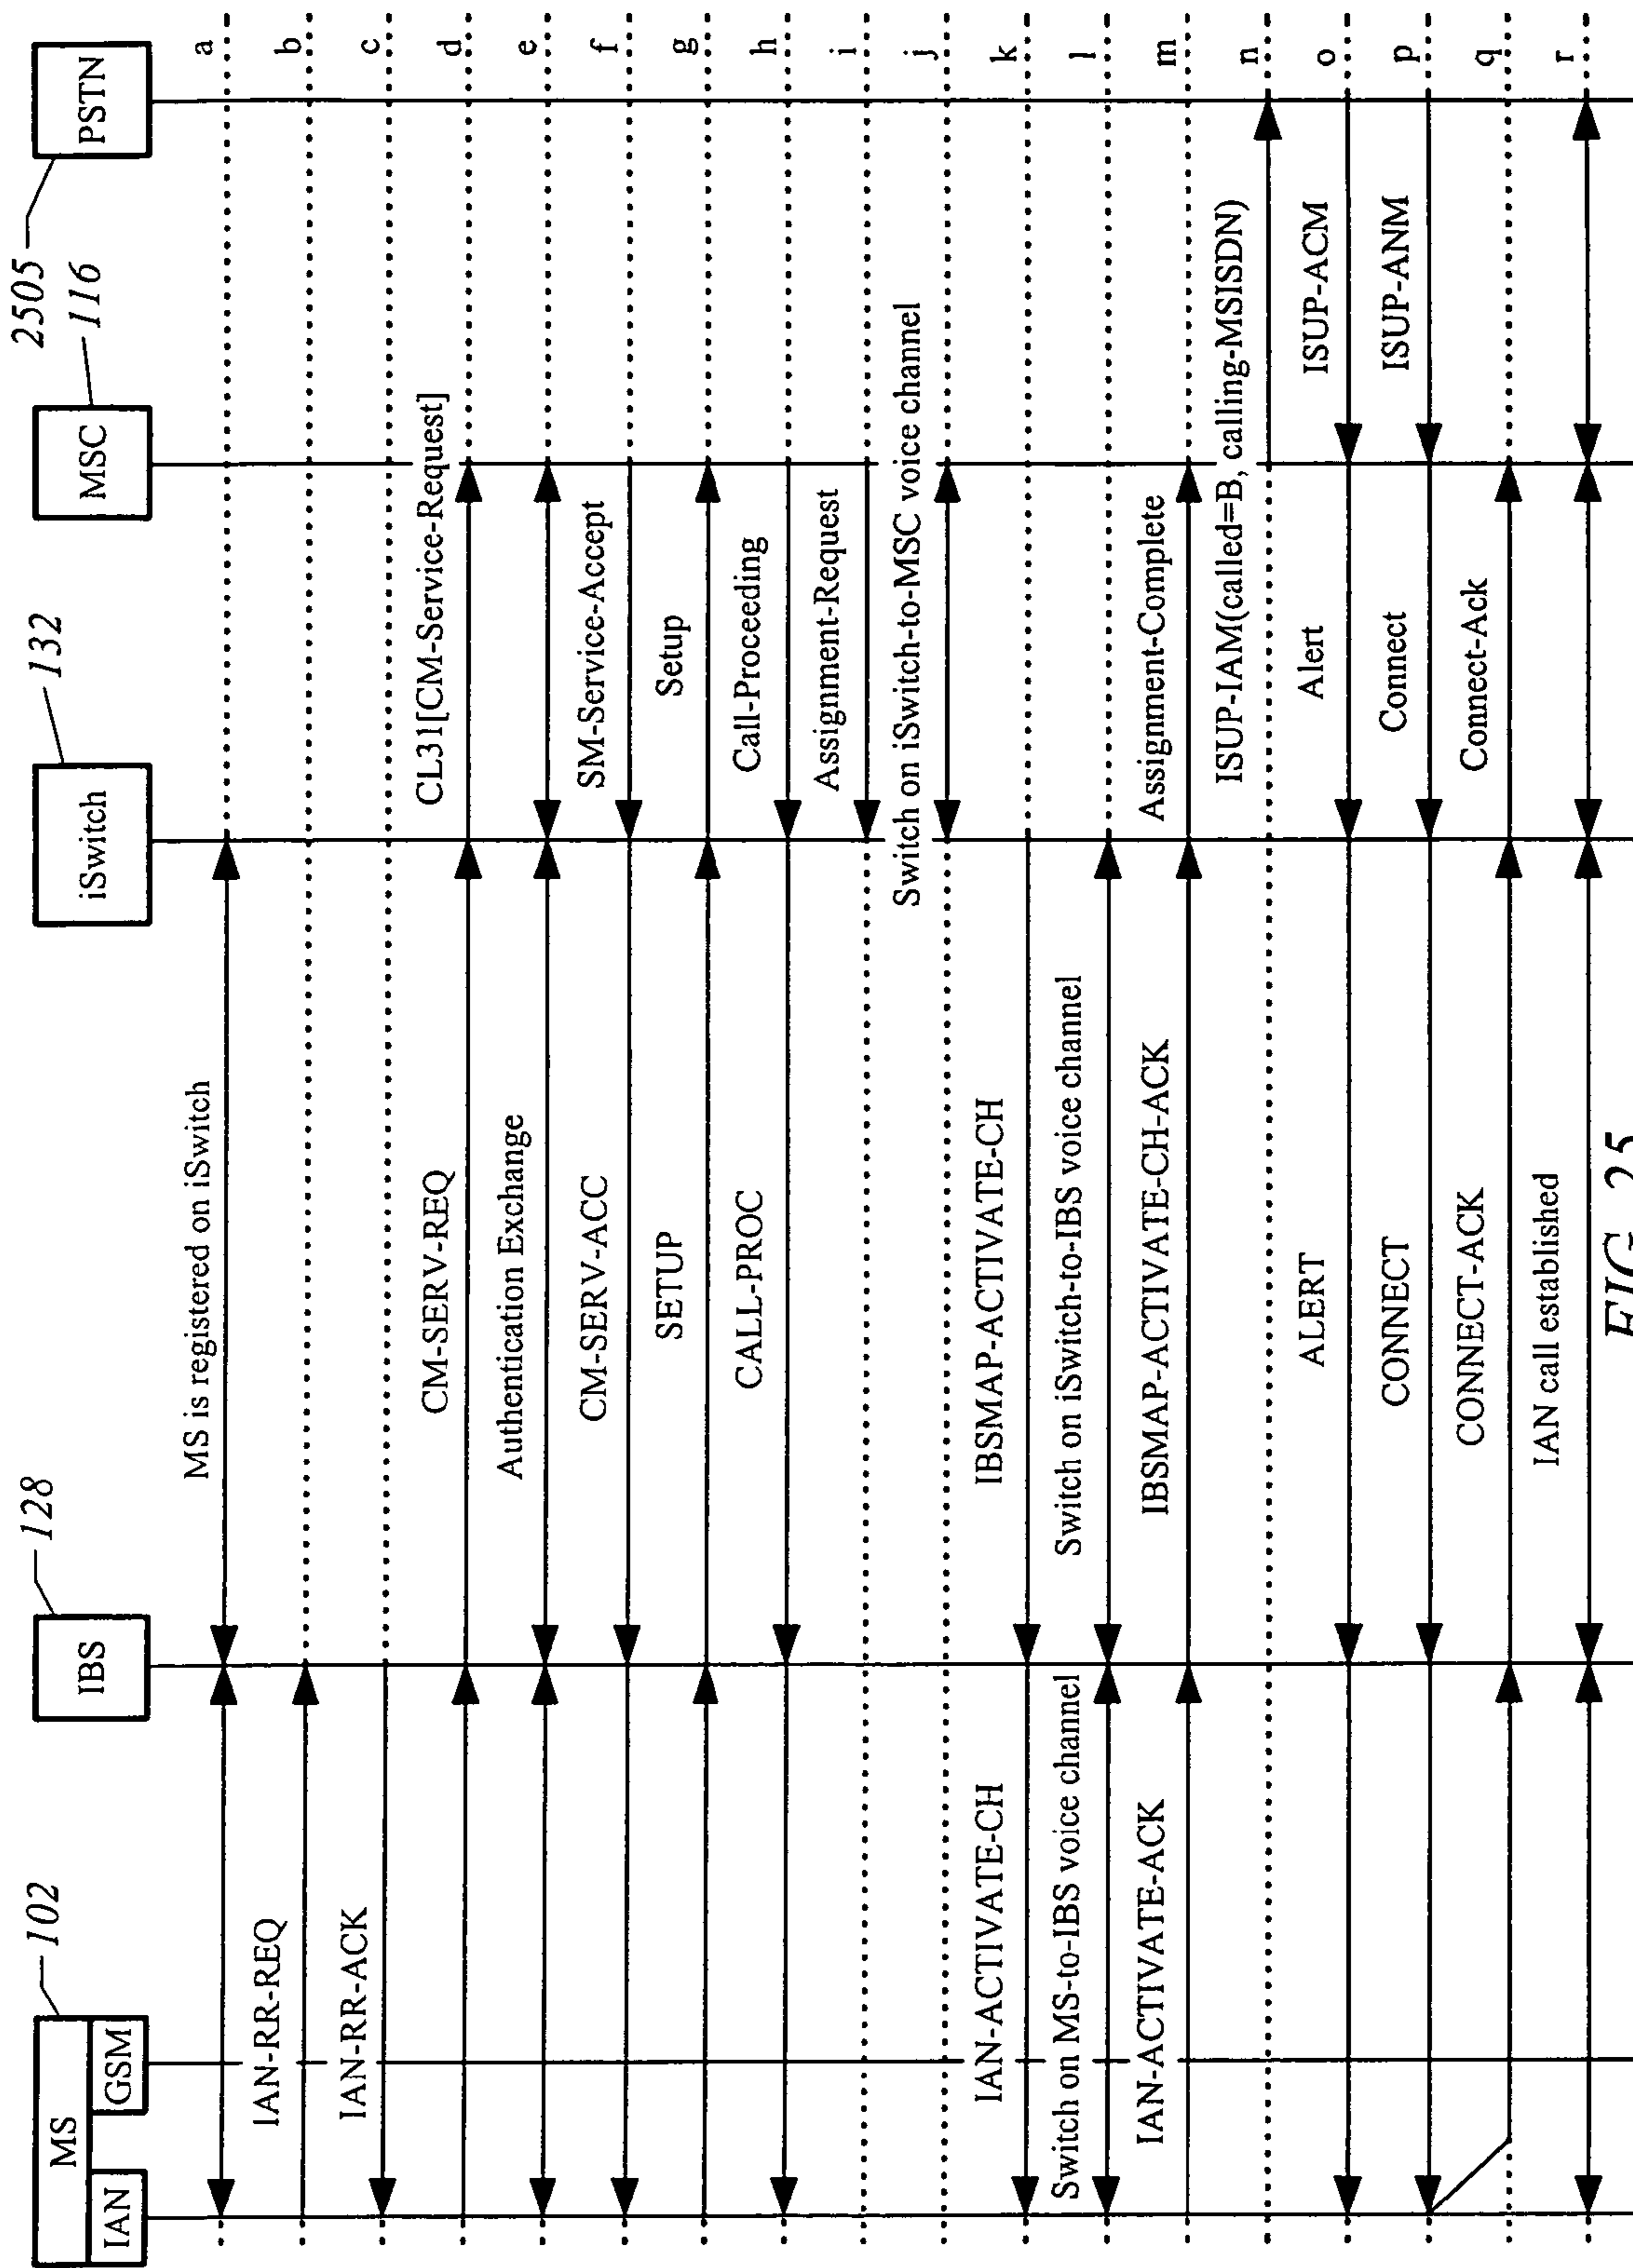 MS
IAN
GSM
102
IBS
128
iSwitch
132
MSC
116
PSTN
2505
MS is registered on iSwitch
a
IAN-RR-REQ
b
IAN-RR-ACK
c
CM-SERV-REQ
CL31[CM-Service-Request]
d
Authentication Exchange
e
CM-SERV-ACC
SM-Service-Accept
f
SETUP
Setup
g
CALL-PROC
Call-Proceeding
h
Assignment-Request
i
Switch on iSwitch-to-MSC voice channel
j
IAN-ACTIVATE-CH
IBSMAP-ACTIVATE-CH
k
Switch on MS-to-IBS voice channel
Switch on iSwitch-to-IBS voice channel
l
IAN-ACTIVATE-ACK
IBSMAP-ACTIVATE-CH-ACK
Assignment-Complete
m
ISUP-IAM(called=B, calling-MSISDN)
n
ALERT
Alert
ISUP-ACM
o
CONNECT
Connect
ISUP-ANM
p
CONNECT-ACK
Connect-Ack
q
IAN call established
r
FIG. 25